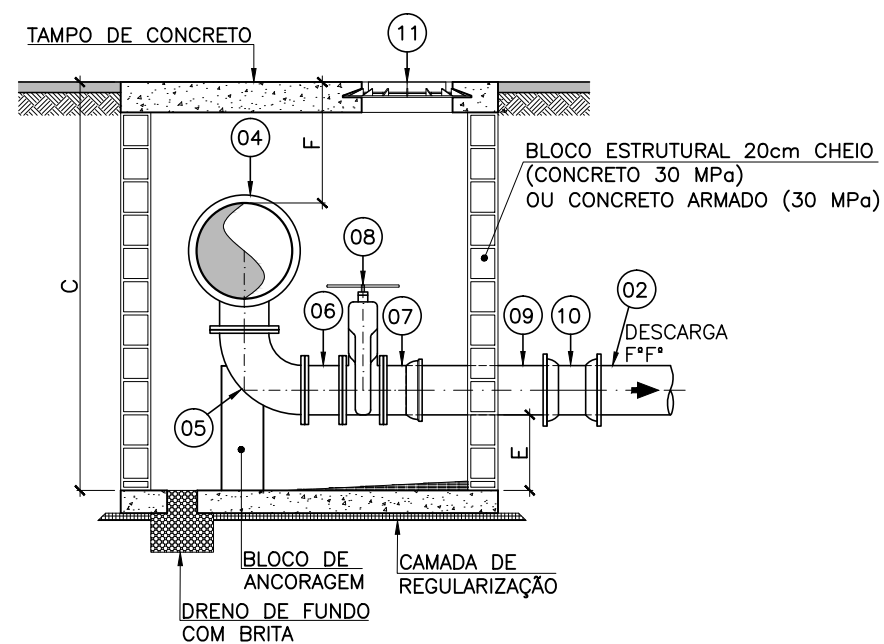 TAMPO DE CONCRETO
11
04
F
BLOCO ESTRUTURAL 20cm CHEIO
(CONCRETO 30 MPa)
OU CONCRETO ARMADO (30 MPa)
08
C
06
07
09
10
02
DESCARGA
FºFº
05
E
BLOCO DE
ANCORAGEM
CAMADA DE
REGULARIZAÇÃO
DRENO DE FUNDO
COM BRITA